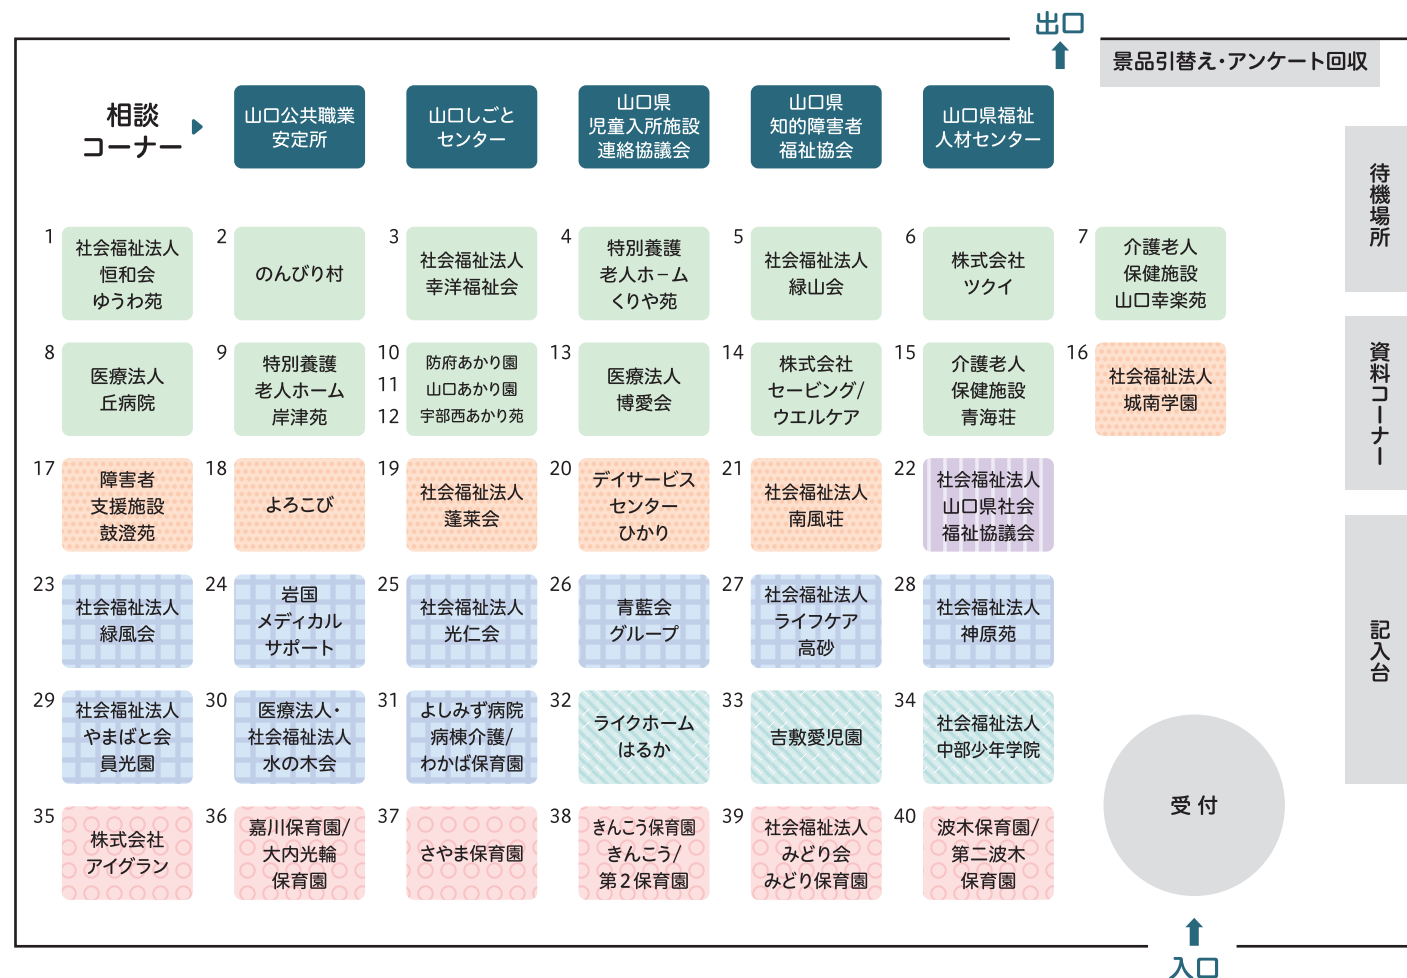 出口
景品引替え・アンケート回収
相談
コーナー
山口公共職業
安定所
山口しごと
センター
山口県
児童入所施設
連絡協議会
山口県
知的障害者
福祉協会
山口県福祉
人材センター
待機場所
1
社会福祉法人
恒和会
ゆうわ苑
2
のんびり村
3
社会福祉法人
幸洋福祉会
4
特別養護
老人ホーム
くりや苑
5
社会福祉法人
緑山会
6
株式会社
ツクイ
7
介護老人
保健施設
山口幸楽苑
8
医療法人
丘病院
9
特別養護
老人ホーム
岸津苑
10 防府あかり園
11 山口あかり園
12 宇部西あかり苑
13
医療法人
博愛会
14
株式会社
セービング/
ウエルケア
15
介護老人
保健施設
青海荘
16
社会福祉法人
城南学園
資料コーナー
17
障害者
支援施設
鼓澄苑
18
よろこび
19
社会福祉法人
蓬莱会
20
デイサービス
センター
ひかり
21
社会福祉法人
南風荘
22
社会福祉法人
山口県社会
福祉協議会
23
社会福祉法人
緑風会
24
岩国
メディカル
サポート
25
社会福祉法人
光仁会
26
青藍会
グループ
27
社会福祉法人
ライフケア
高砂
28
社会福祉法人
神原苑
記入台
29
社会福祉法人
やまばと会
員光園
30
医療法人・
社会福祉法人
水の木会
31
よしみず病院
病棟介護/
わかば保育園
32
ライクホーム
はるか
33
吉敷愛児園
34
社会福祉法人
中部少年学院
受付
35
株式会社
アイグラン
36
嘉川保育園/
大内光輪
保育園
37
さやま保育園
38
きんこう保育園
きんこう/
第2保育園
39
社会福祉法人
みどり会
みどり保育園
40
波木保育園/
第二波木
保育園
入口